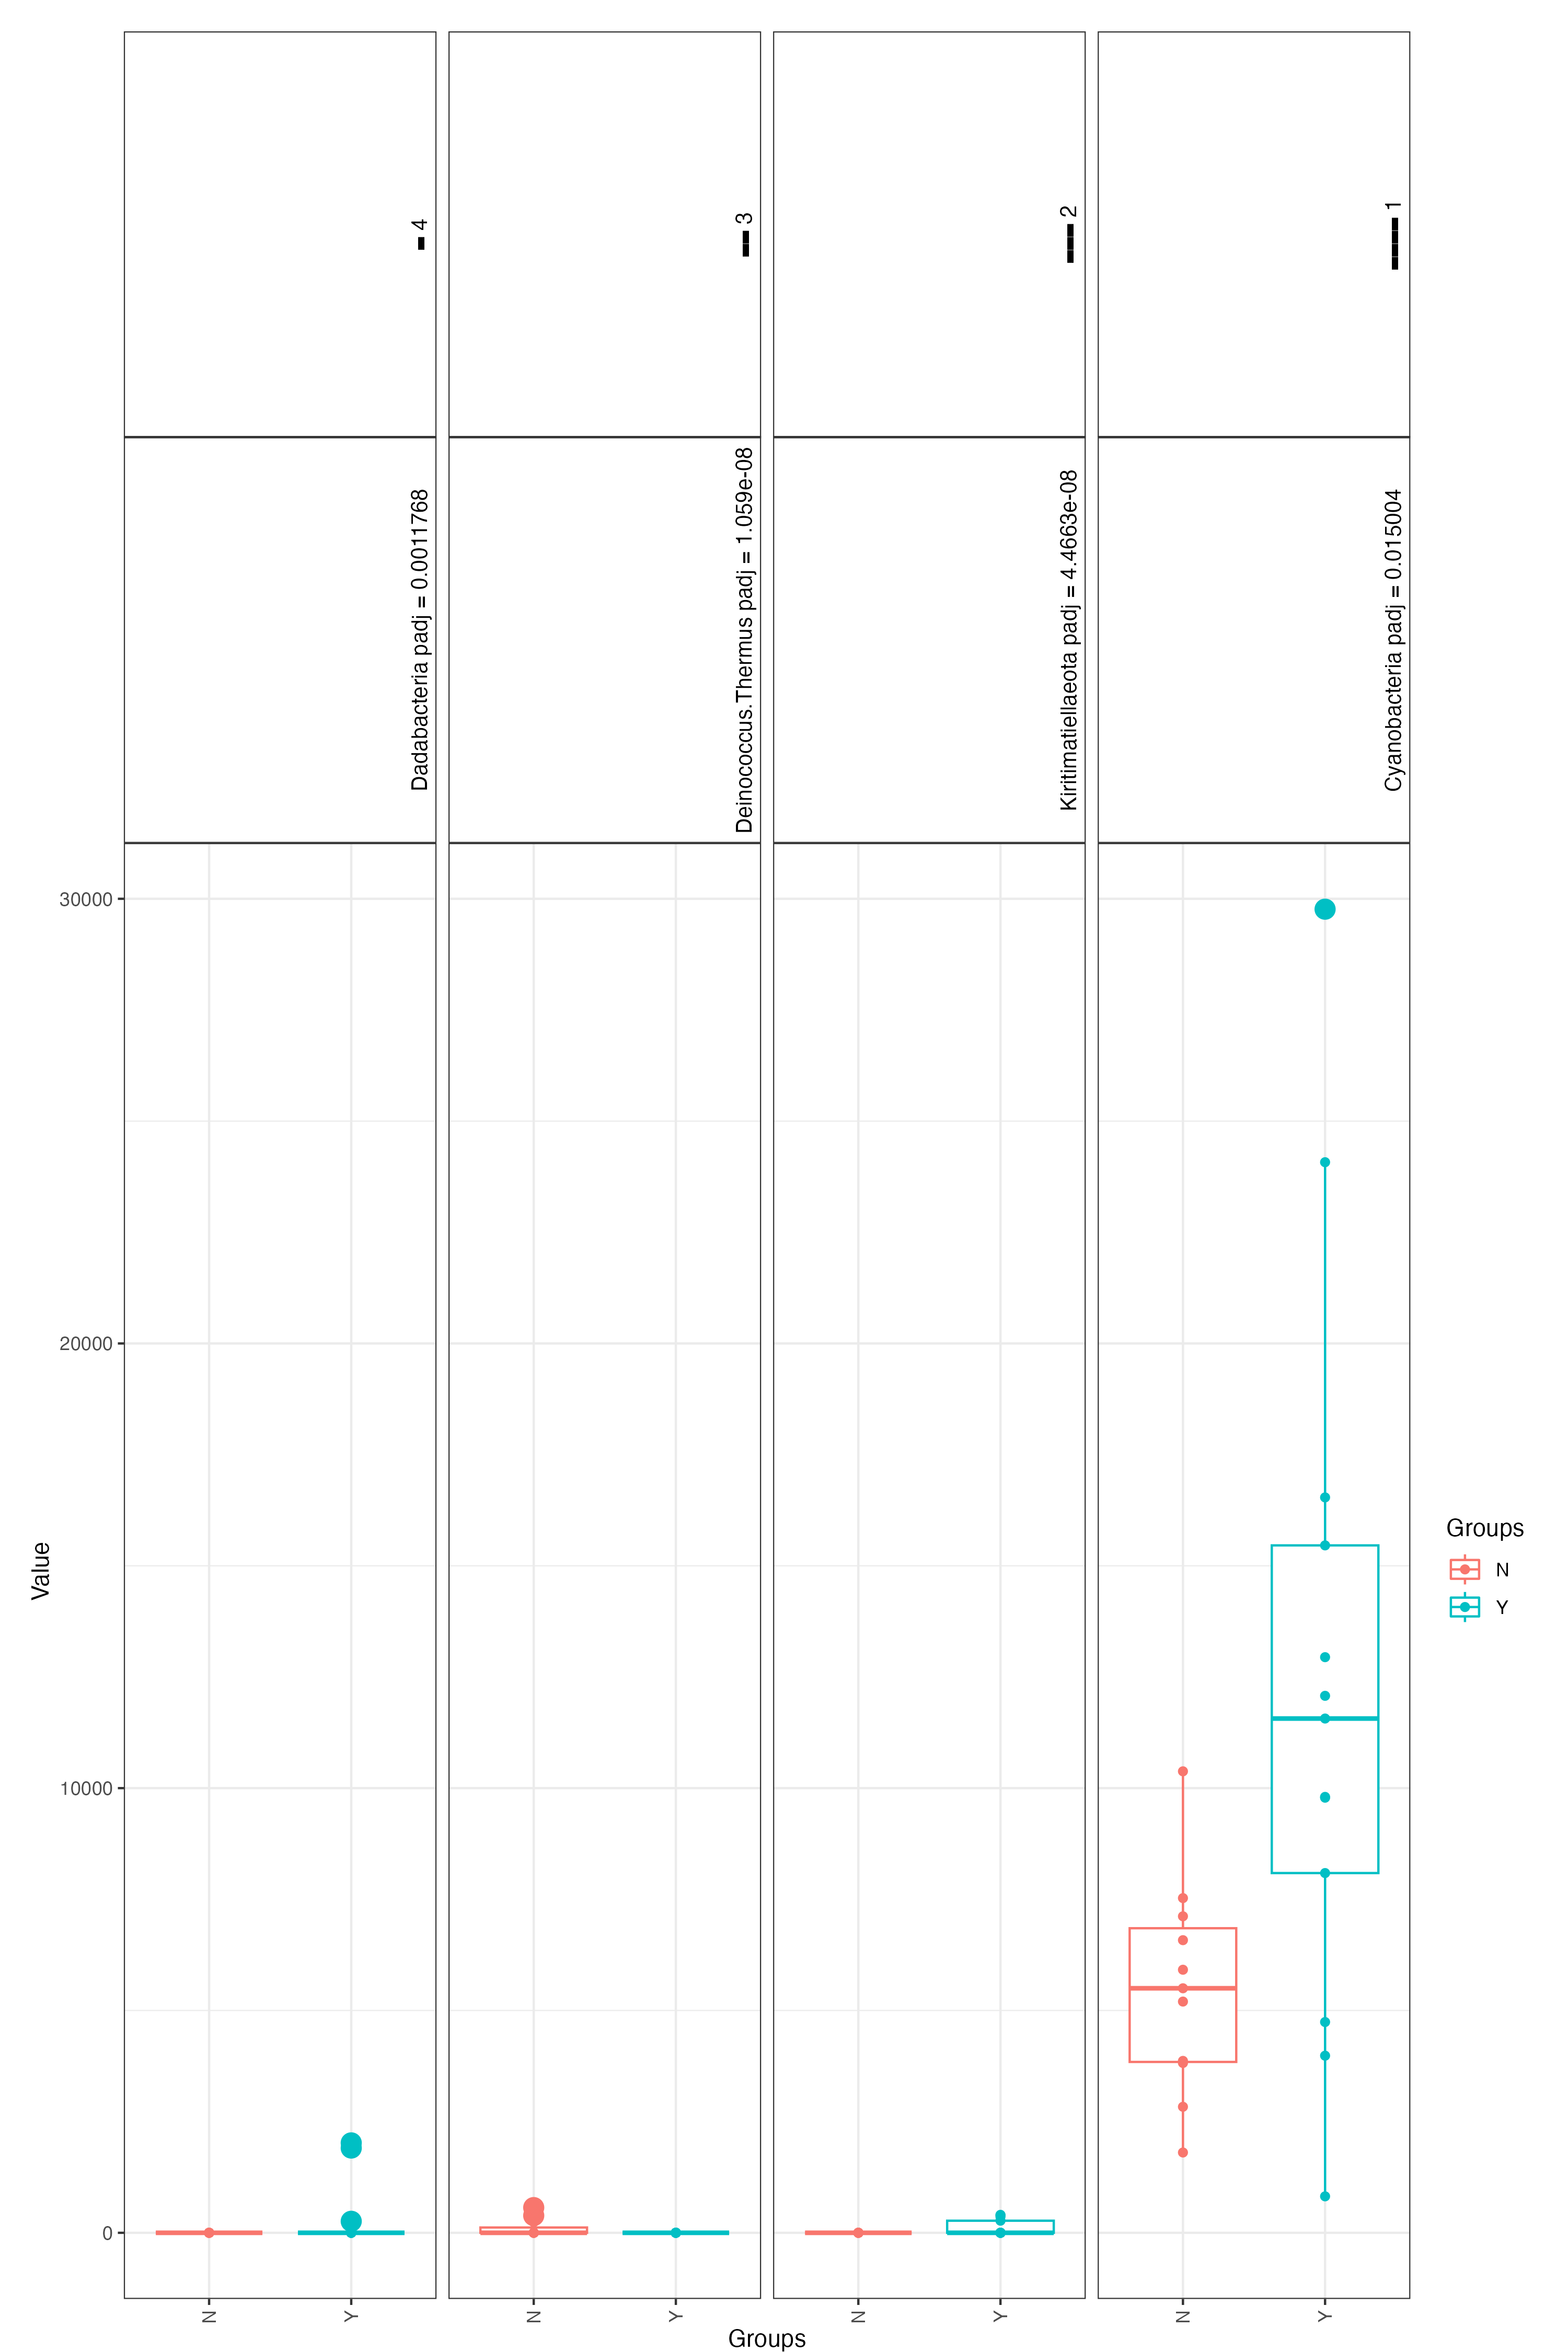 4
3
2
1
Dadabacteria padj = 0.0011768
Deinococcus.Thermus padj = 1.059e-08
Kiritimatiellaeota padj = 4.4663e-08
Cyanobacteria padj = 0.015004
30000
20000
10000
0
Value
N
Y
N
Y
N
Y
N
Y
Groups
Groups
N
Y